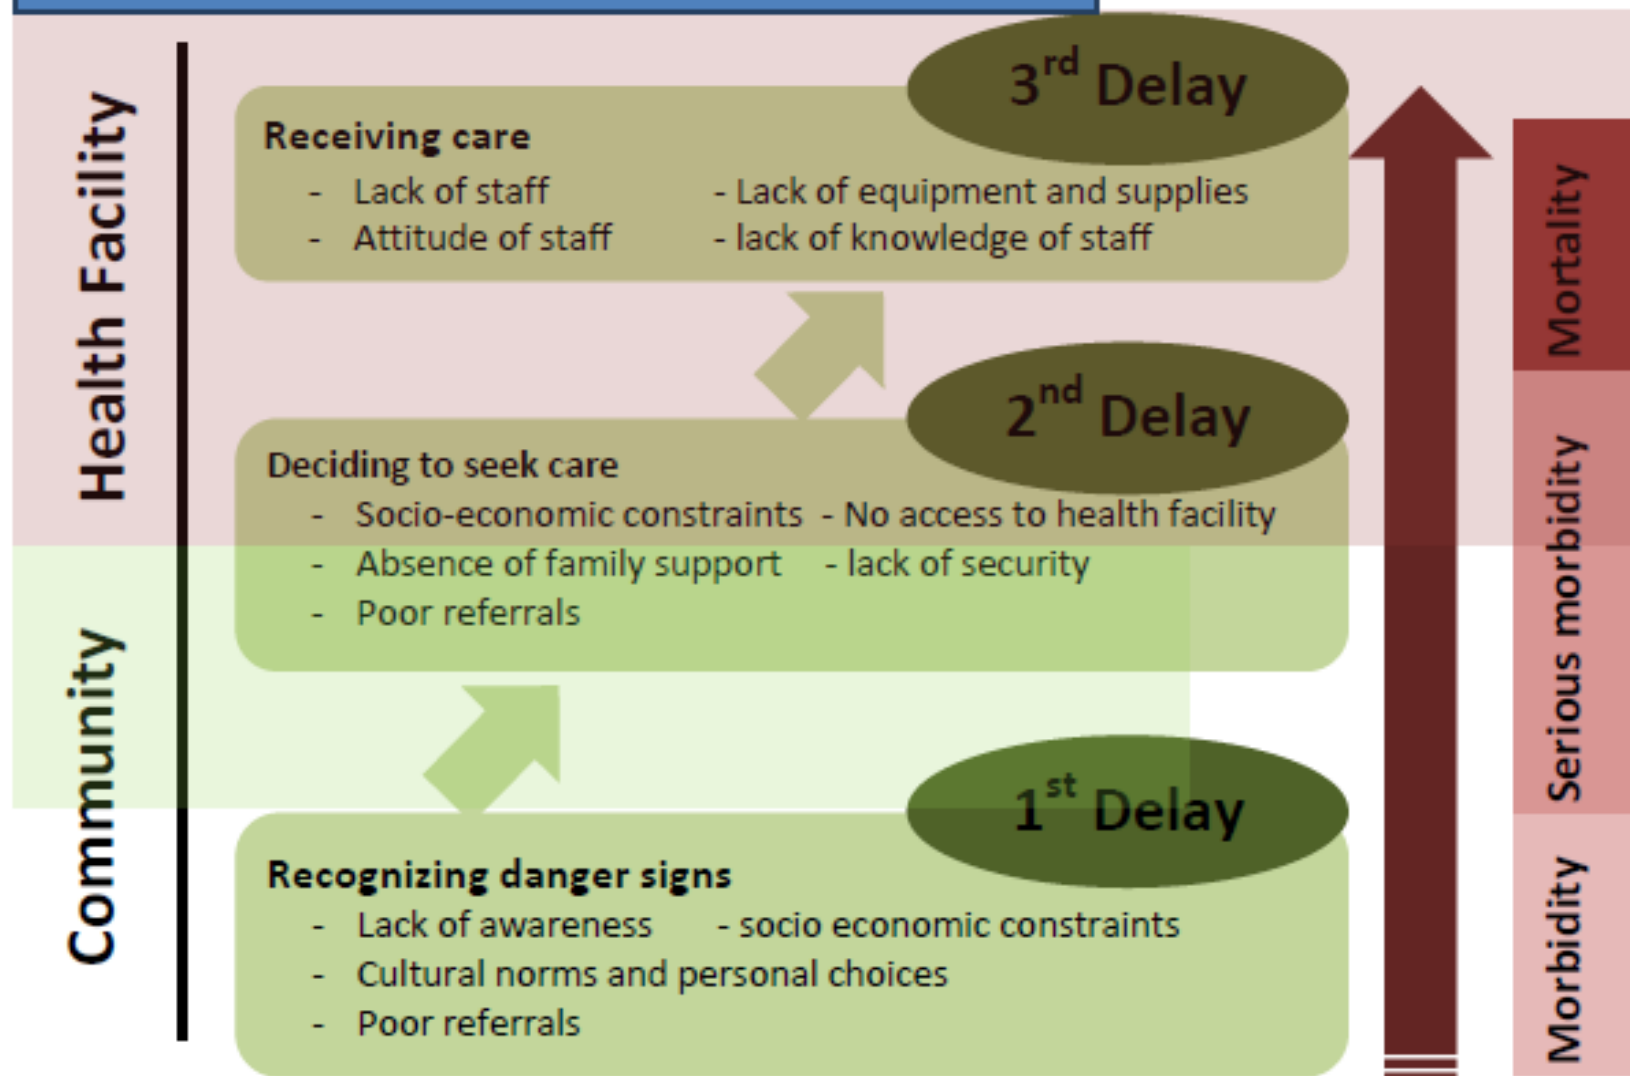 Health Facility
Community
3rd Delay
Receiving care
- Lack of staff - Lack of equipment and supplies
- Attitude of staff - lack of knowledge of staff
2nd Delay
Deciding to seek care
- Socio-economic constraints - No access to health facility
- Absence of family support - lack of security
- Poor referrals
1st Delay
Recognizing danger signs
- Lack of awareness - socio economic constraints
- Cultural norms and personal choices
- Poor referrals
Mortality
Serious morbidity
Morbidity